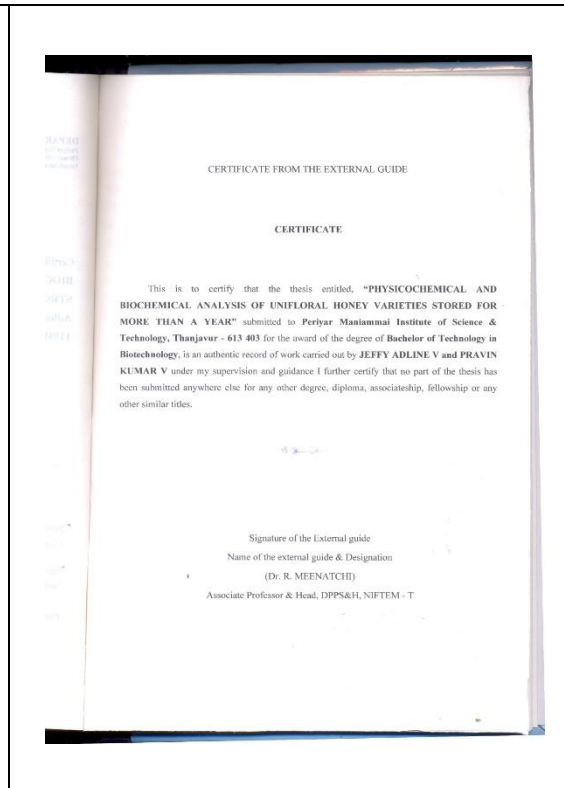 CERTIFICATE FROM THE EXTERNAL GUIDE
CERTIFICATE
This is to certify that the thesis entitled, "PHYSICOCHEMICAL AND
BIOCHEMICAL ANALYSIS OF UNIFLORAL HONEY VARIETIES STORED FOR
MORE THAN A YEAR" submitted to Periyar Maniammai Institute of Science &
Technology, Thanjavur - 613 403 for the award of the degree of Bachelor of Technology in
Biotechnology, is an authentic record of work carried out by JEFFY ADLINE V and PRAVIN
KUMAR V under my supervision and guidance I further certify that no part of the thesis has
been submitted anywhere else for any other degree, diploma, associateship, fellowship or any
other similar titles.
Signature of the External guide
Name of the external guide & Designation
(Dr. R. MEENATCHI)
Associate Professor & Head, DPPS&H, NIFTEM - T